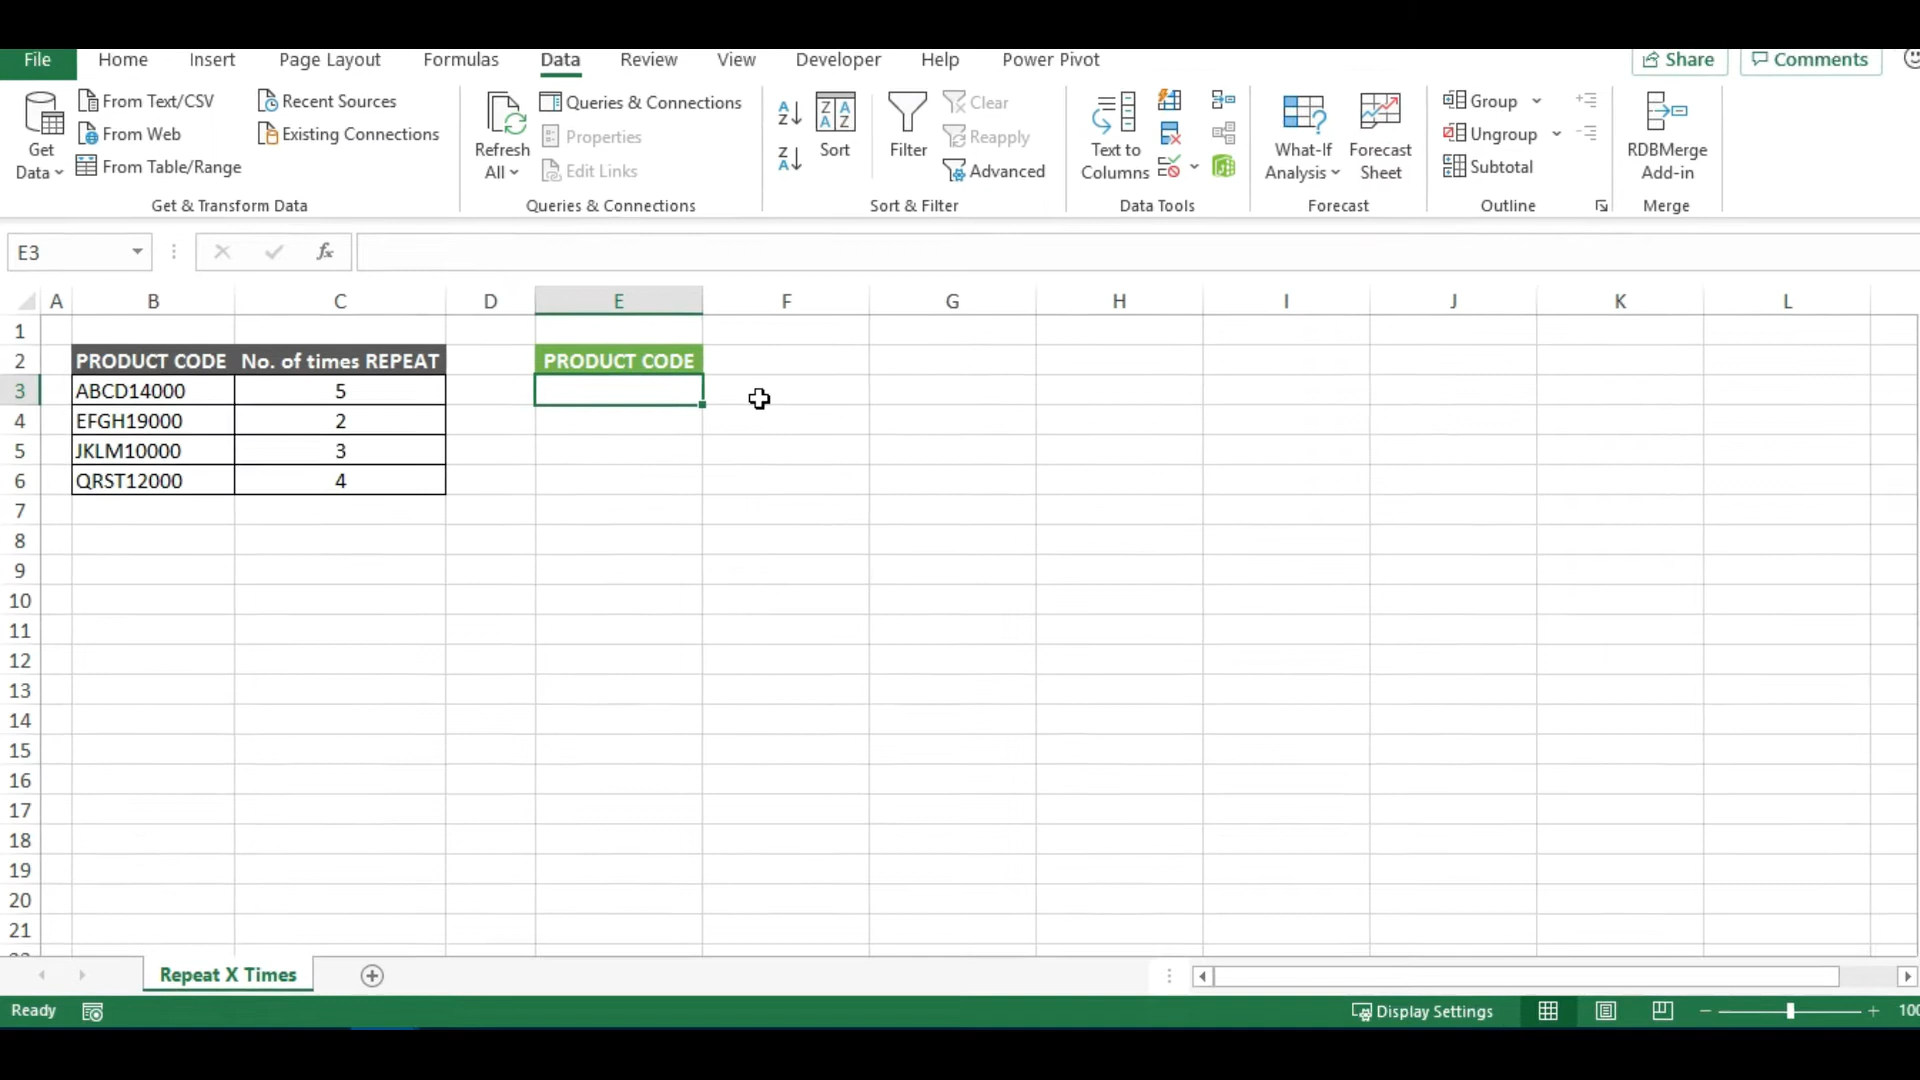 File Home Insert Page Layout Formulas Data Review View Developer Help Power Pivot Share Comments
Get Data
From Text/CSV
From Web
From Table/Range
Recent Sources
Existing Connections
Get & Transform Data
Refresh All
Queries & Connections
Properties
Edit Links
Queries & Connections
Sort
Filter
Clear
Reapply
Advanced
Sort & Filter
Text to Columns
Data Tools
What-If Analysis
Forecast Sheet
Forecast
Group
Ungroup
Subtotal
Outline
RDBMerge Add-in
Merge
E3 fx
A B C D E F G H I J K L
1
2 PRODUCT CODE No. of times REPEAT PRODUCT CODE
3 ABCD14000 5
4 EFGH19000 2
5 JKLM10000 3
6 QRST12000 4
7
8
9
10
11
12
13
14
15
16
17
18
19
20
21
Repeat X Times
Ready Display Settings 100